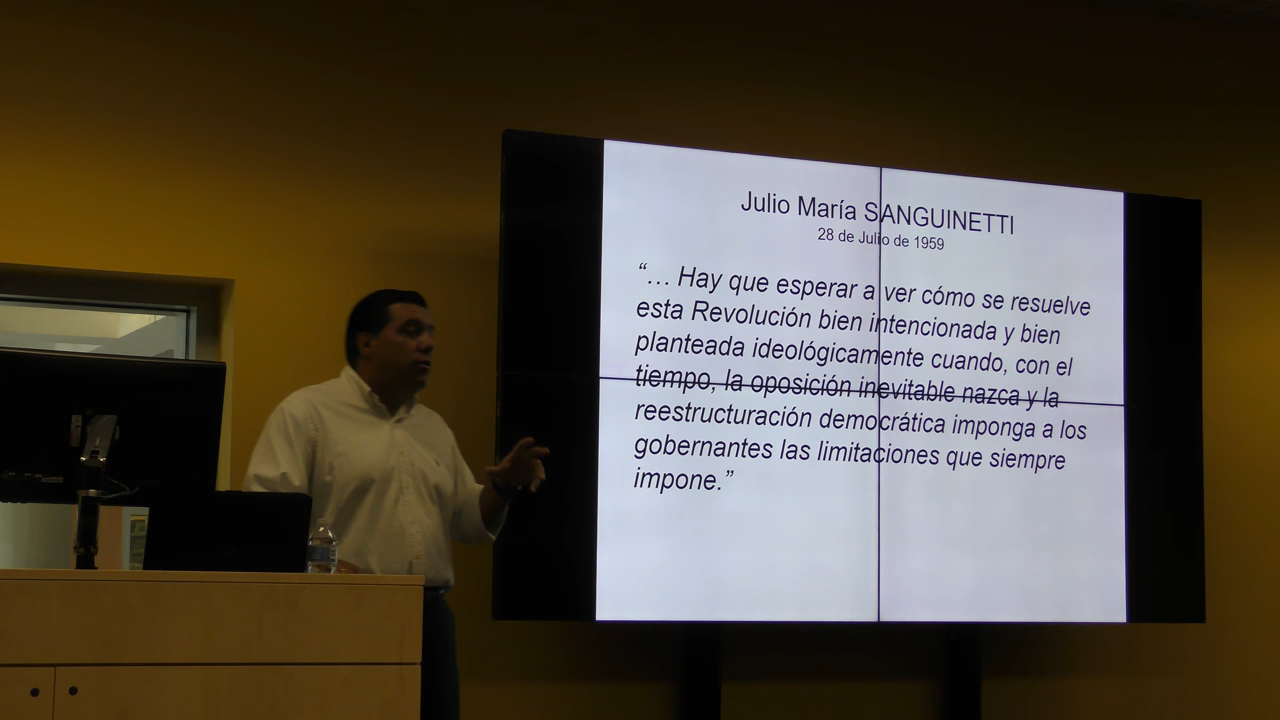 Julio María SANGUINETTI
28 de Julio de 1959
“… Hay que esperar a ver cómo se resuelve
esta Revolución bien intencionada y bien
planteada ideológicamente cuando, con el
tiempo, la oposición inevitable nazca y la
reestructuración democrática imponga a los
gobernantes las limitaciones que siempre
impone.”